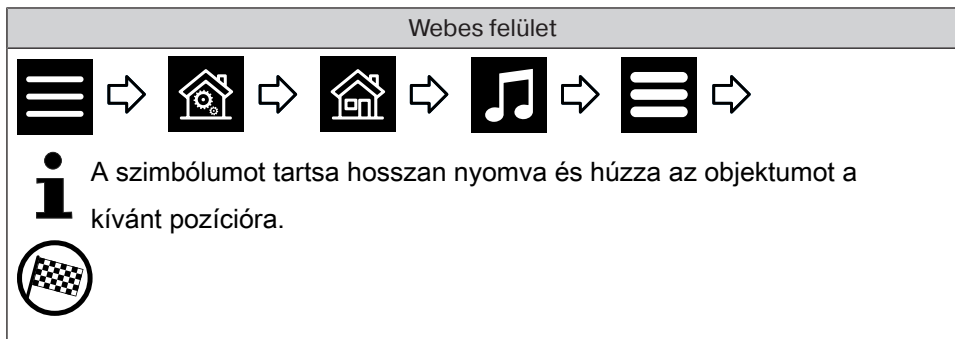 Webes felület
A szimbólumot tartsa hosszan nyomva és húzza az objektumot a
kívánt pozícióra.